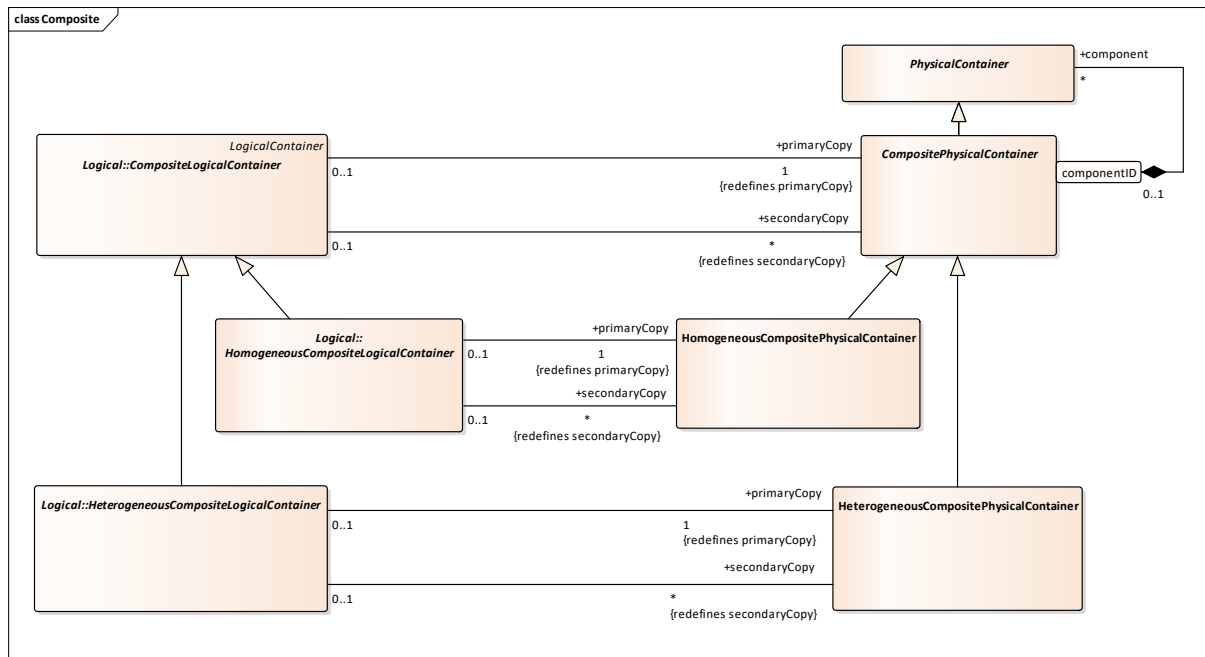 class Composite
PhysicalContainer
+component
*
LogicalContainer
Logical::CompositeLogicalContainer
+primaryCopy
0..1
1
{redefines primaryCopy}
CompositePhysicalContainer
componentID
0..1
+secondaryCopy
0..1
*
{redefines secondaryCopy}
Logical::
HomogeneousCompositeLogicalContainer
+primaryCopy
0..1
1
{redefines primaryCopy}
HomogeneousCompositePhysicalContainer
+secondaryCopy
0..1
*
{redefines secondaryCopy}
Logical::HeterogeneousCompositeLogicalContainer
+primaryCopy
0..1
1
{redefines primaryCopy}
HeterogeneousCompositePhysicalContainer
+secondaryCopy
0..1
*
{redefines secondaryCopy}